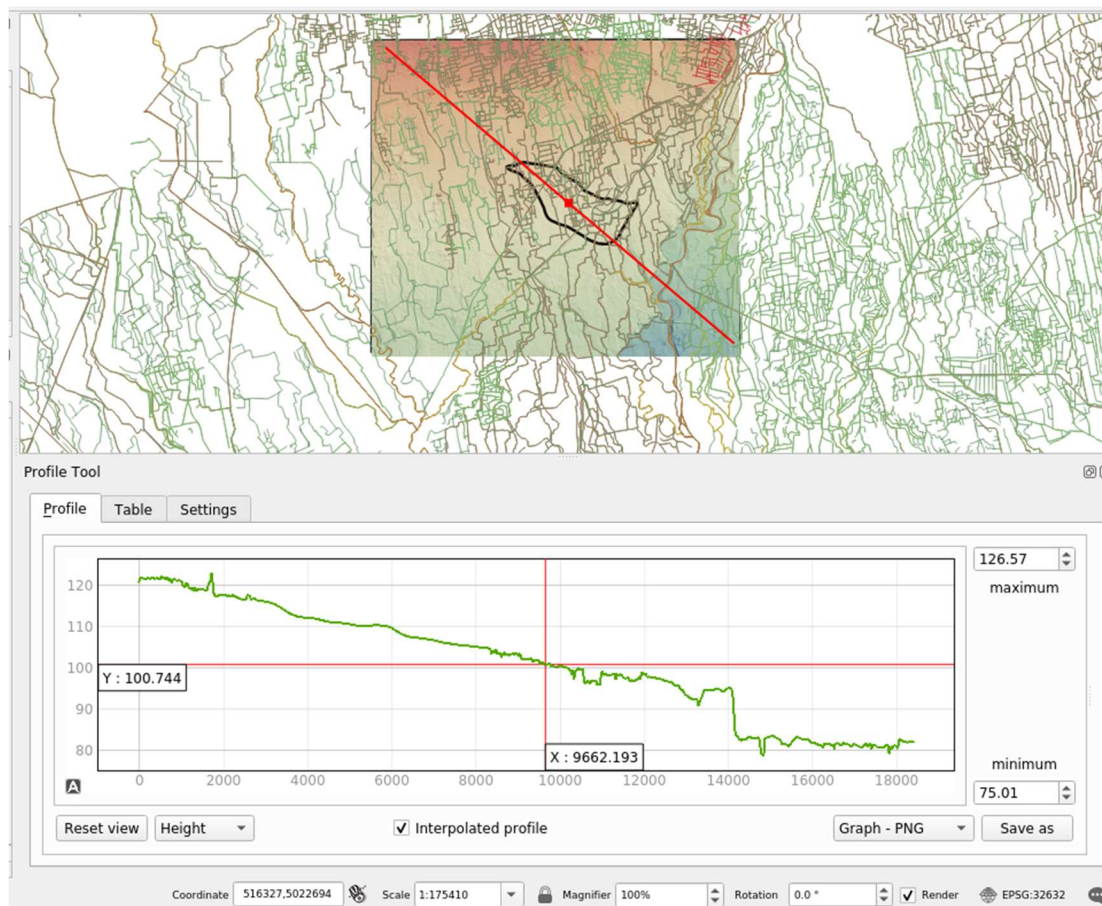 Profile Tool
Profile Table Settings
126.57
maximum
120
110
100
90
80
Y : 100.744
X : 9662.193
0 2000 4000 6000 8000 10000 12000 14000 16000 18000
minimum
75.01
A
Reset view Height Interpolated profile Graph - PNG Save as
Coordinate 516327,5022694 Scale 1:175410 Magnifier 100% Rotation 0.0 ° Render EPSG:32632